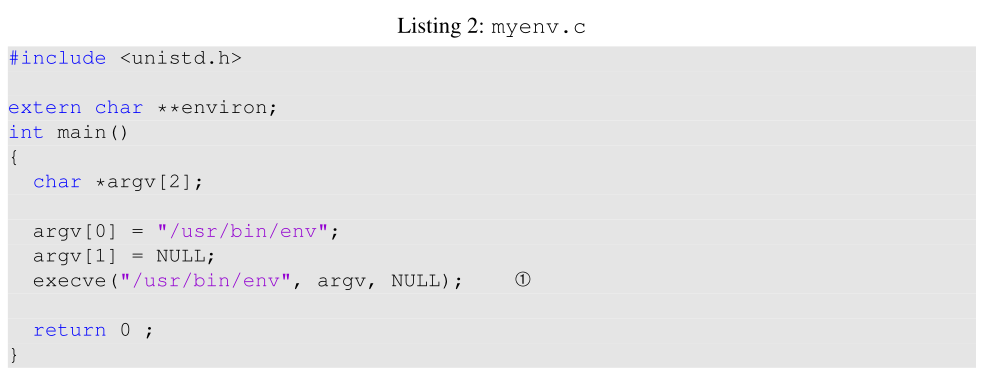 Listing 2: myenv.c
#include <unistd.h>
extern char **environ;
int main()
{
  char *argv[2];
  argv[0] = "/usr/bin/env";
  argv[1] = NULL;
  execve("/usr/bin/env", argv, NULL);    ①
  return 0 ;
}